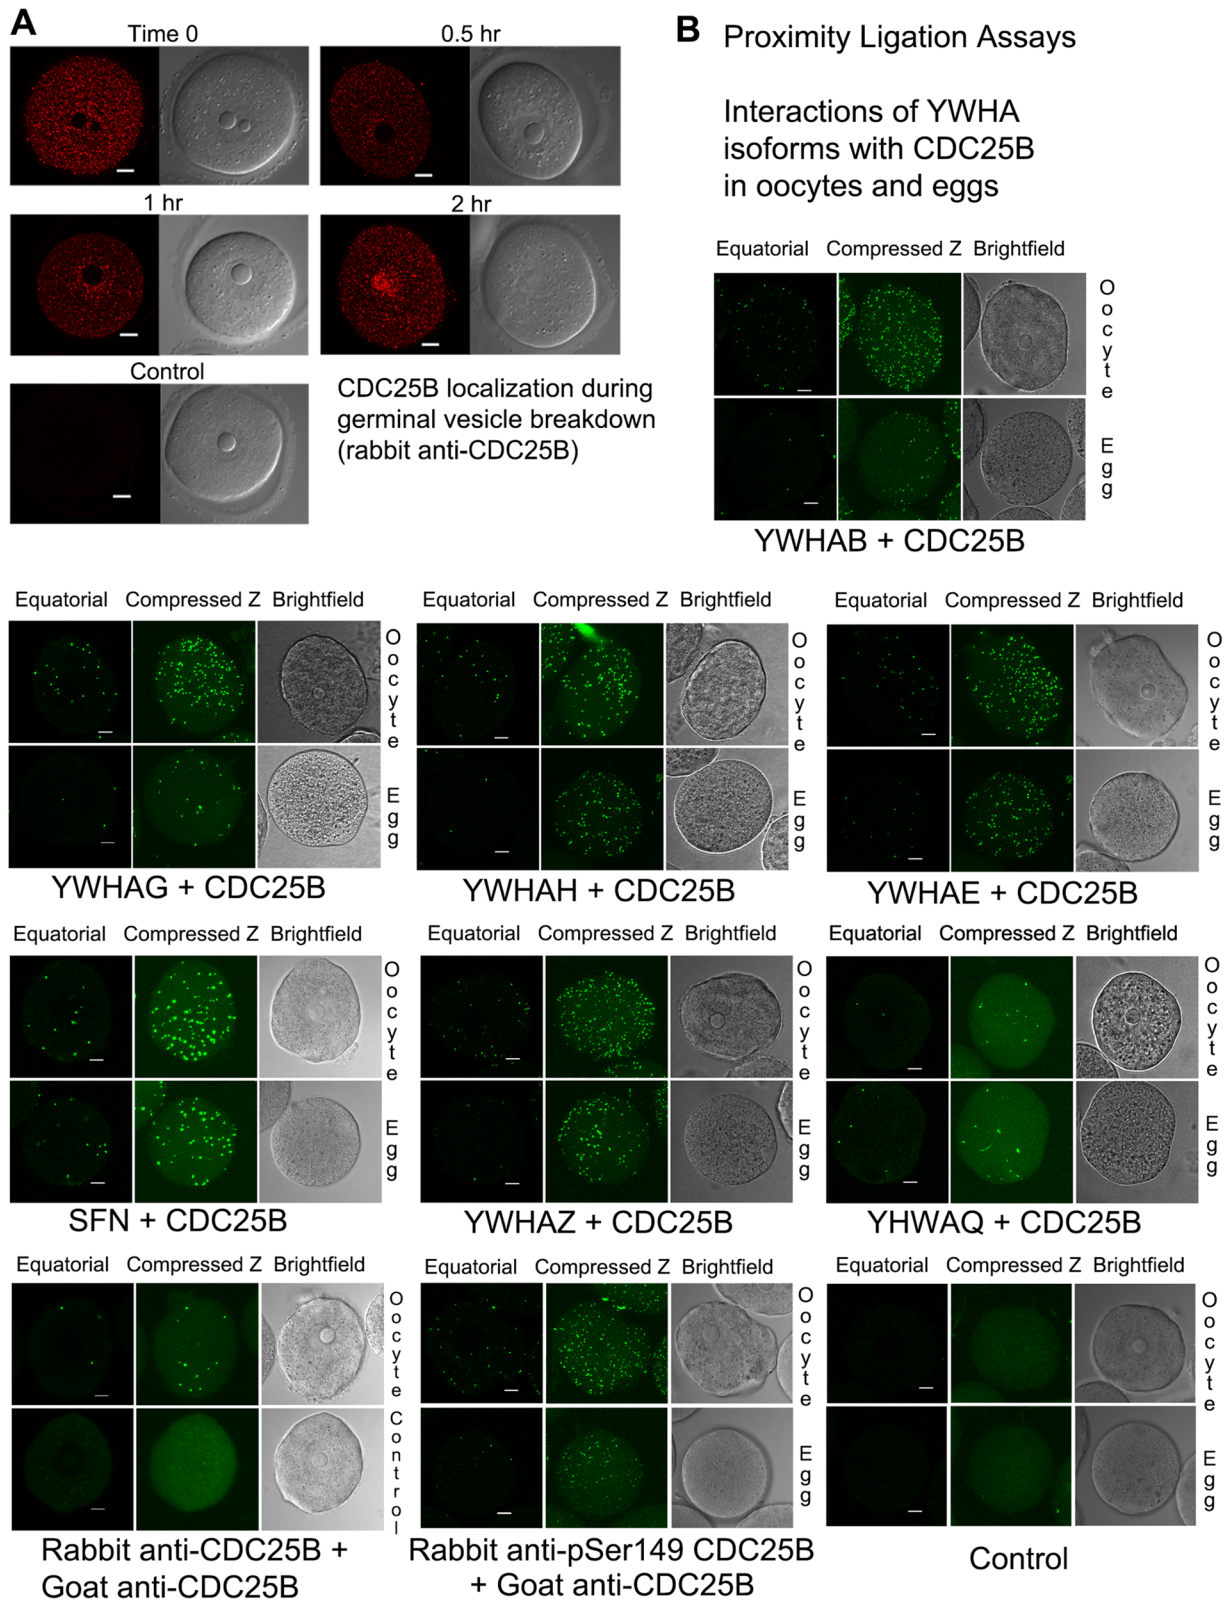 A
Time 0
0.5 hr
1 hr
2 hr
Control
CDC25B localization during
germinal vesicle breakdown
(rabbit anti-CDC25B)
B
Proximity Ligation Assays
Interactions of YWHA
isoforms with CDC25B
in oocytes and eggs
Equatorial Compressed Z Brightfield
Oocyte
Egg
YWHAB + CDC25B
Equatorial Compressed Z Brightfield
Oocyte
Egg
YWHAG + CDC25B
Equatorial Compressed Z Brightfield
Oocyte
Egg
YWHAH + CDC25B
Equatorial Compressed Z Brightfield
Oocyte
Egg
YWHAE + CDC25B
Equatorial Compressed Z Brightfield
Oocyte
Egg
SFN + CDC25B
Equatorial Compressed Z Brightfield
Oocyte
Egg
YWHAZ + CDC25B
Equatorial Compressed Z Brightfield
Oocyte
Egg
YHWAQ + CDC25B
Equatorial Compressed Z Brightfield
Oocyte
Control
Rabbit anti-CDC25B +
Goat anti-CDC25B
Equatorial Compressed Z Brightfield
Oocyte
Egg
Rabbit anti-pSer149 CDC25B
+ Goat anti-CDC25B
Equatorial Compressed Z Brightfield
Oocyte
Egg
Control